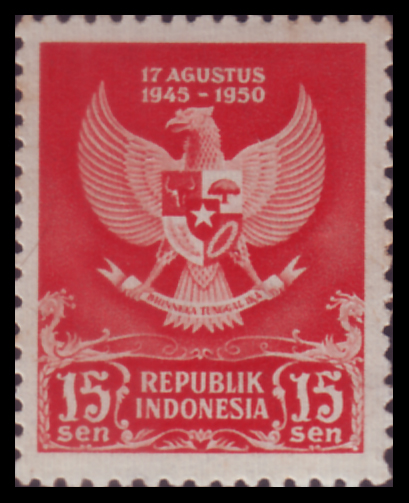 17 AGUSTUS
1945 - 1950
BHINNEKA TUNGGAL IKA
15 sen
REPUBLIK
INDONESIA
15 sen